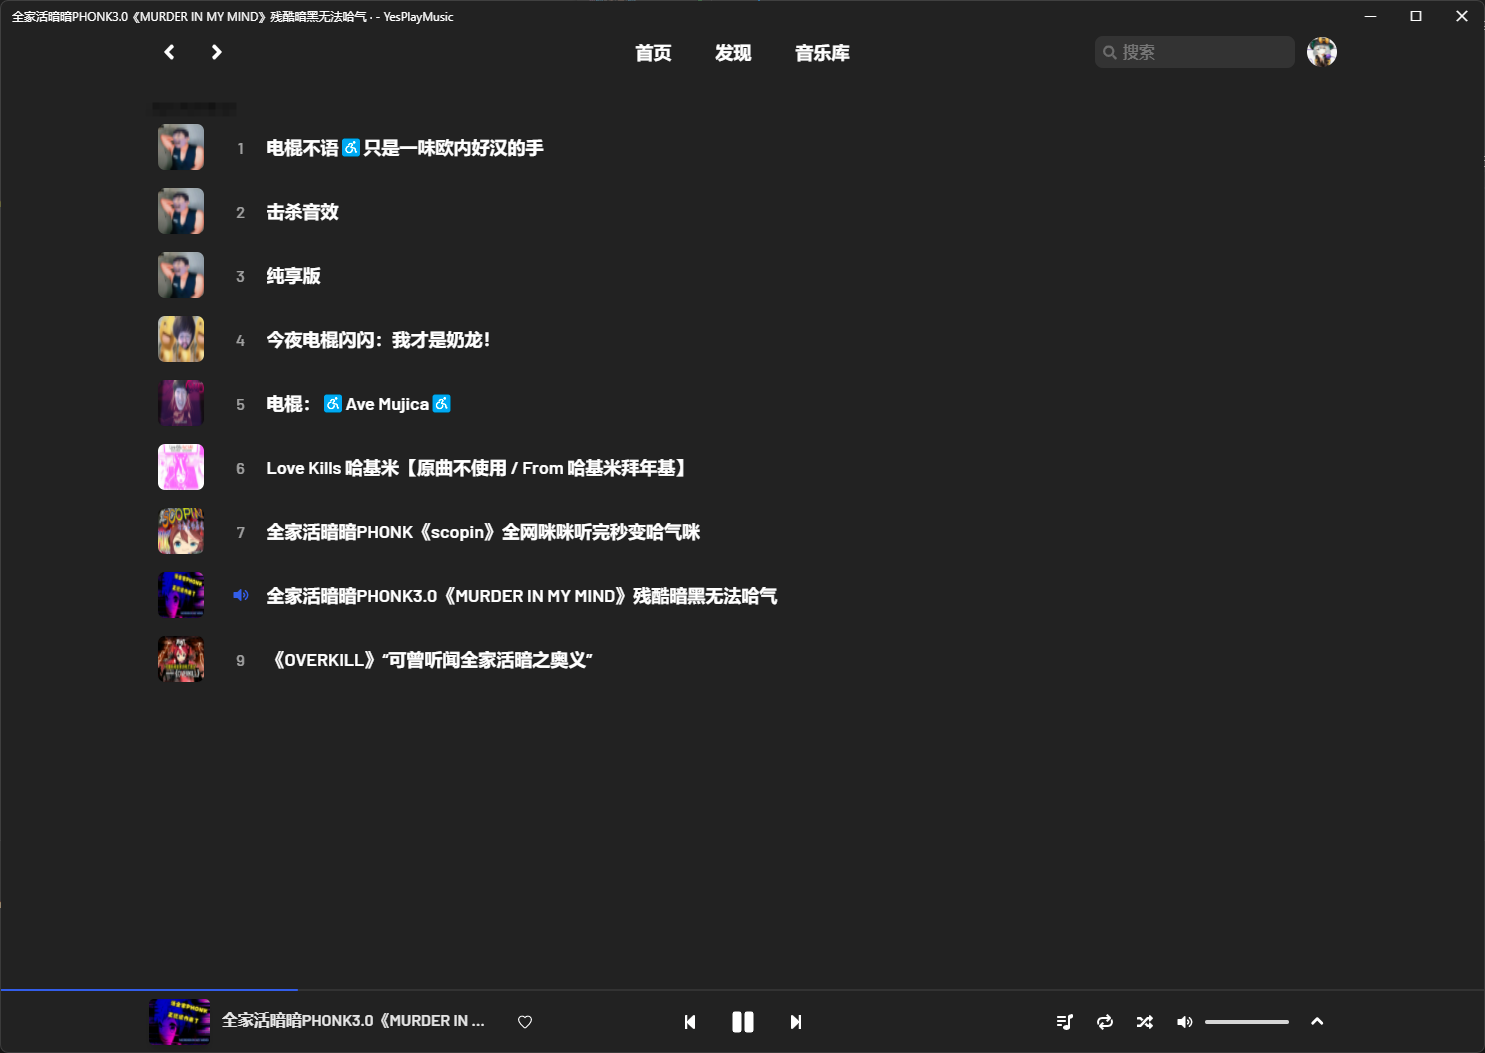 全家活暗暗PHONK3.0《MURDER IN MY MIND》残酷暗黑无法哈气 · - YesPlayMusic
首页 发现 音乐库 搜索
1 电棍不语♿只是一味欧内好汉的手
2 击杀音效
3 纯享版
4 今夜电棍闪闪：我才是奶龙！
5 电棍：♿Ave Mujica♿
6 Love Kills 哈基米【原曲不使用 / From 哈基米拜年基】
7 全家活暗暗PHONK《scopin》全网咪咪听完秒变哈气咪
全家活暗暗PHONK3.0《MURDER IN MY MIND》残酷暗黑无法哈气
9 《OVERKILL》“可曾听闻全家活暗之奥义”
全家活暗暗PHONK3.0《MURDER IN ...